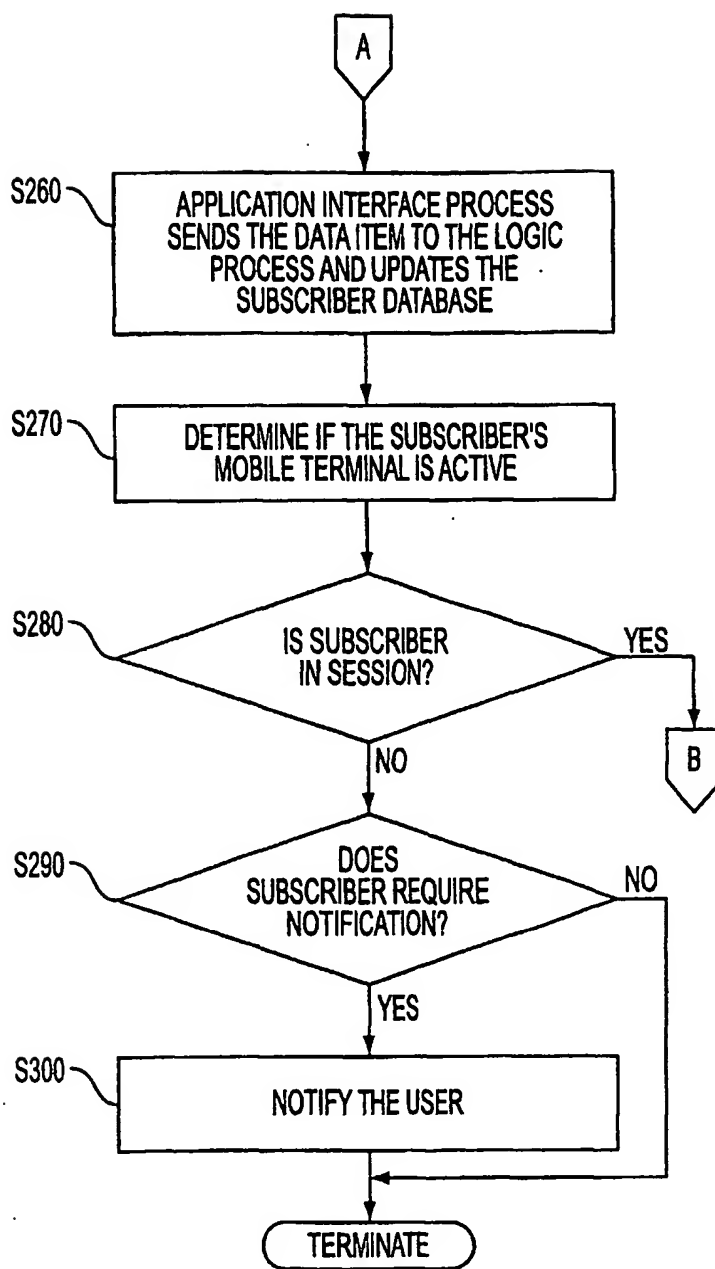 A
S260
APPLICATION INTERFACE PROCESS
SENDS THE DATA ITEM TO THE LOGIC
PROCESS AND UPDATES THE
SUBSCRIBER DATABASE
S270
DETERMINE IF THE SUBSCRIBER'S
MOBILE TERMINAL IS ACTIVE
S280
IS SUBSCRIBER
IN SESSION?
YES
B
NO
S290
DOES
SUBSCRIBER REQUIRE
NOTIFICATION?
NO
YES
S300
NOTIFY THE USER
TERMINATE